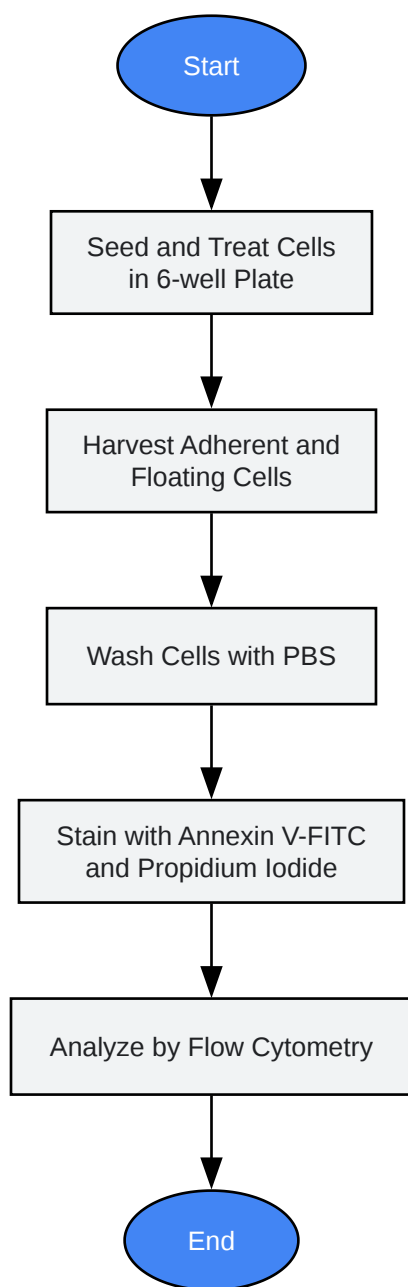 Start
Seed and Treat Cells
in 6-well Plate
Harvest Adherent and
Floating Cells
Wash Cells with PBS
Stain with Annexin V-FITC
and Propidium Iodide
Analyze by Flow Cytometry
End